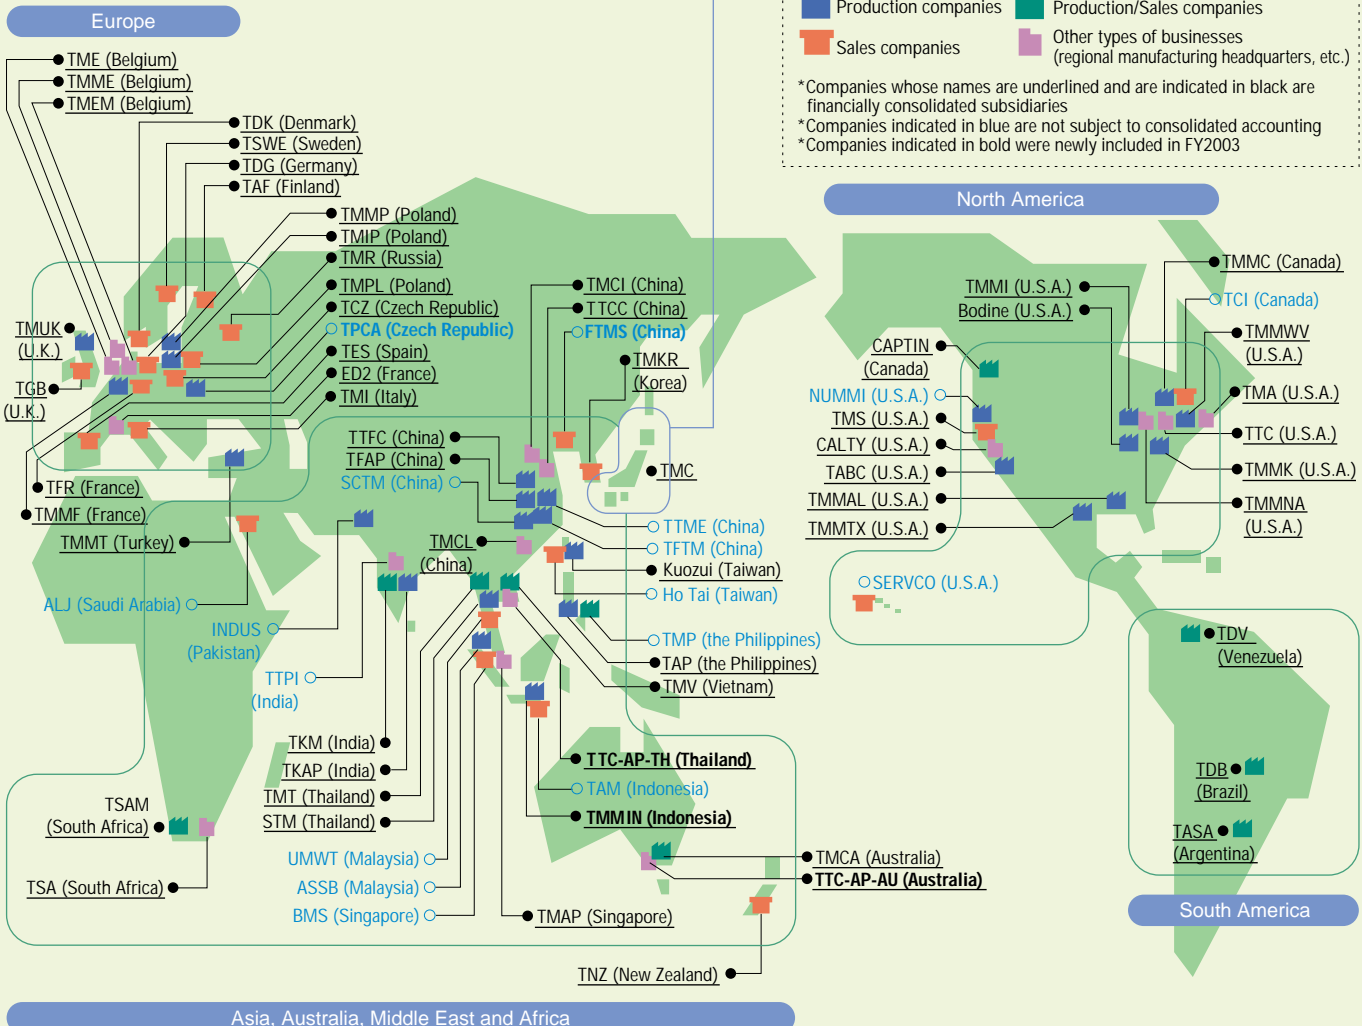 Europe
Production companies
Production/Sales companies
Sales companies
Other types of businesses
(regional manufacturing headquarters, etc.)
*Companies whose names are underlined and are indicated in black are
financially consolidated subsidiaries
*Companies indicated in blue are not subject to consolidated accounting
*Companies indicated in bold were newly included in FY2003
TME (Belgium)
TMME (Belgium)
TMEM (Belgium)
TDK (Denmark)
TSWE (Sweden)
TDG (Germany)
TAF (Finland)
TMMP (Poland)
TMIP (Poland)
TMR (Russia)
TMPL (Poland)
TCZ (Czech Republic)
TPCA (Czech Republic)
TES (Spain)
ED2 (France)
TMI (Italy)
TMUK
(U.K.)
TGB
(U.K.)
TFR (France)
TMMF (France)
TMMT (Turkey)
TMCI (China)
TTCC (China)
FTMS (China)
TMKR
(Korea)
TTFC (China)
TFAP (China)
SCTM (China)
TMC
TMCL
(China)
TTME (China)
TFTM (China)
Kuozui (Taiwan)
Ho Tai (Taiwan)
TMP (the Philippines)
TAP (the Philippines)
TMV (Vietnam)
ALJ (Saudi Arabia)
INDUS
(Pakistan)
TTPI
(India)
TKM (India)
TKAP (India)
TMT (Thailand)
STM (Thailand)
UMWT (Malaysia)
ASSB (Malaysia)
BMS (Singapore)
TTC-AP-TH (Thailand)
TAM (Indonesia)
TMMIN (Indonesia)
TMCA (Australia)
TTC-AP-AU (Australia)
TMAP (Singapore)
TNZ (New Zealand)
TSAM
(South Africa)
TSA (South Africa)
Asia, Australia, Middle East and Africa
North America
TMMC (Canada)
TMMI (U.S.A.)
Bodine (U.S.A.)
TCI (Canada)
TMMWV
(U.S.A.)
CAPTIN
(Canada)
NUMMI (U.S.A.)
TMS (U.S.A.)
CALTY (U.S.A.)
TABC (U.S.A.)
TMMAL (U.S.A.)
TMMTX (U.S.A.)
TMA (U.S.A.)
TTC (U.S.A.)
TMMK (U.S.A.)
TMMNA
(U.S.A.)
SERVCO (U.S.A.)
TDV
(Venezuela)
TDB
(Brazil)
TASA
(Argentina)
South America